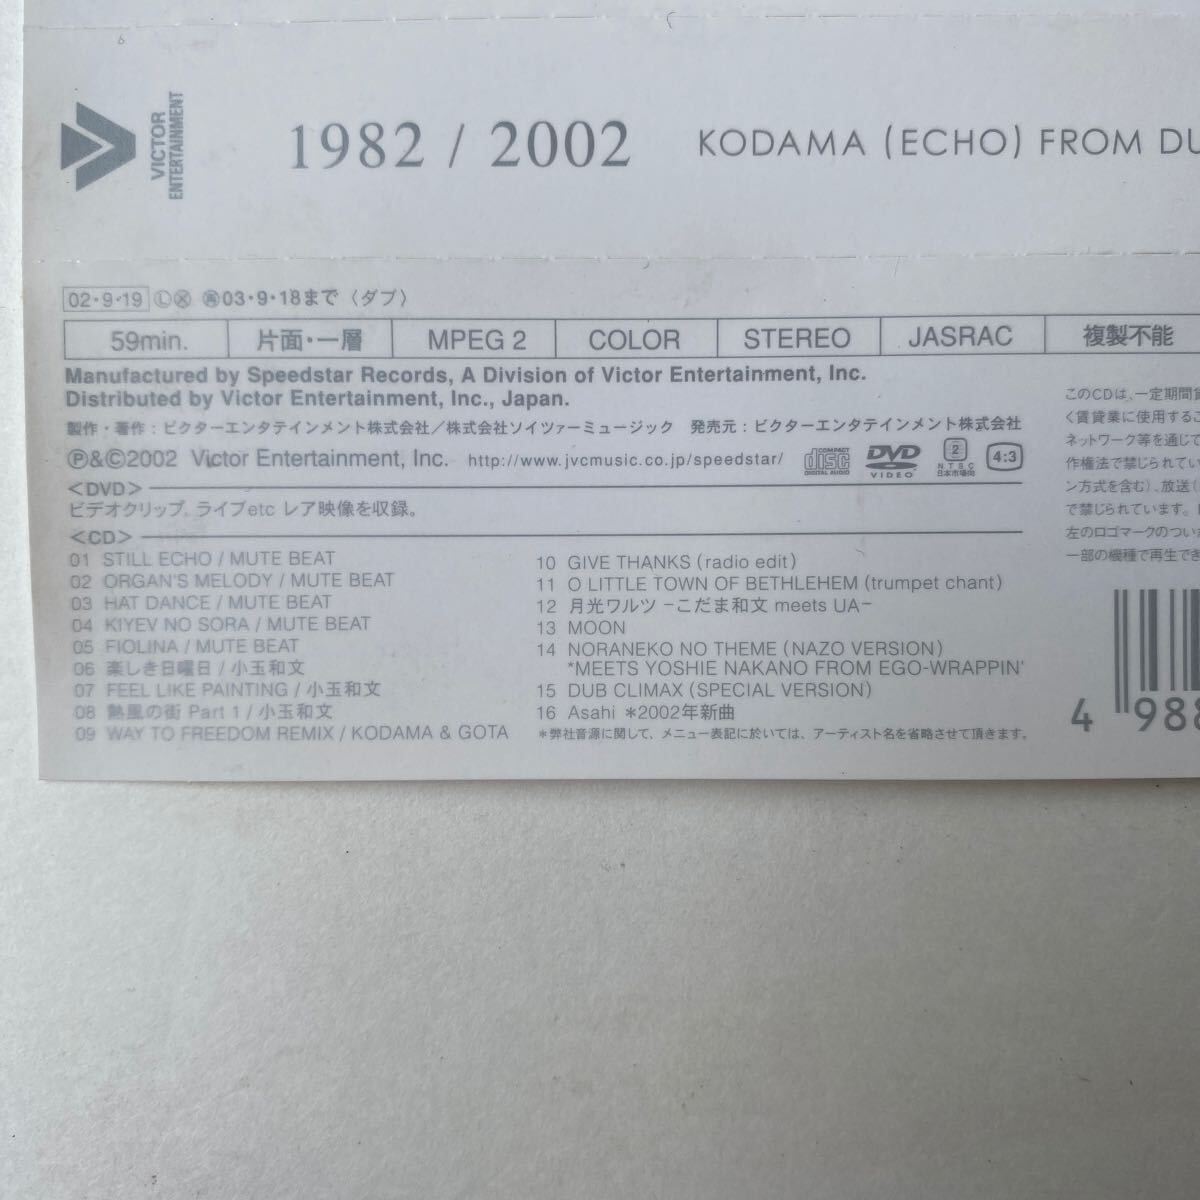 VICTOR
ENTERTAINMENT
1982 / 2002 KODAMA (ECHO) FROM DU
02・9・19 Ⓛ 03・9・18まで〈ダブ〉
59min. 片面・一層 MPEG 2 COLOR STEREO JASRAC 複製不能
Manufactured by Speedstar Records, A Division of Victor Entertainment, Inc.
Distributed by Victor Entertainment, Inc., Japan.
製作・著作：ビクターエンタテインメント株式会社／株式会社ソイツァーミュージック 発売元：ビクターエンタテインメント株式会社
Ⓟ&Ⓒ2002 Victor Entertainment, Inc. http://www.jvcmusic.co.jp/speedstar/ COMPACT disc DIGITAL AUDIO DVD VIDEO 2 NTSC 日本市場向 4:3
<DVD>
ビデオクリップ、ライブetc レア映像を収録。
<CD>
01 STILL ECHO / MUTE BEAT
02 ORGAN'S MELODY / MUTE BEAT
03 HAT DANCE / MUTE BEAT
04 KIYEV NO SORA / MUTE BEAT
05 FIOLINA / MUTE BEAT
06 楽しき日曜日 / 小玉和文
07 FEEL LIKE PAINTING / 小玉和文
08 熱風の街 Part 1 / 小玉和文
09 WAY TO FREEDOM REMIX / KODAMA & GOTA
10 GIVE THANKS (radio edit)
11 O LITTLE TOWN OF BETHLEHEM (trumpet chant)
12 月光ワルツ −こだま和文 meets UA−
13 MOON
14 NORANEKO NO THEME (NAZO VERSION)
*MEETS YOSHIE NAKANO FROM EGO-WRAPPIN'
15 DUB CLIMAX (SPECIAL VERSION)
16 Asahi ＊2002年新曲
＊弊社音源に関して、メニュー表記に於いては、アーティスト名を省略させて頂きます。
このCDは、一定期間賃
く賃貸業に使用するこ
ネットワーク等を通じて
作権法で禁じられてい
ン方式を含む)、放送(
で禁じられています。
左のロゴマークのつい
一部の機種で再生でき
4 988